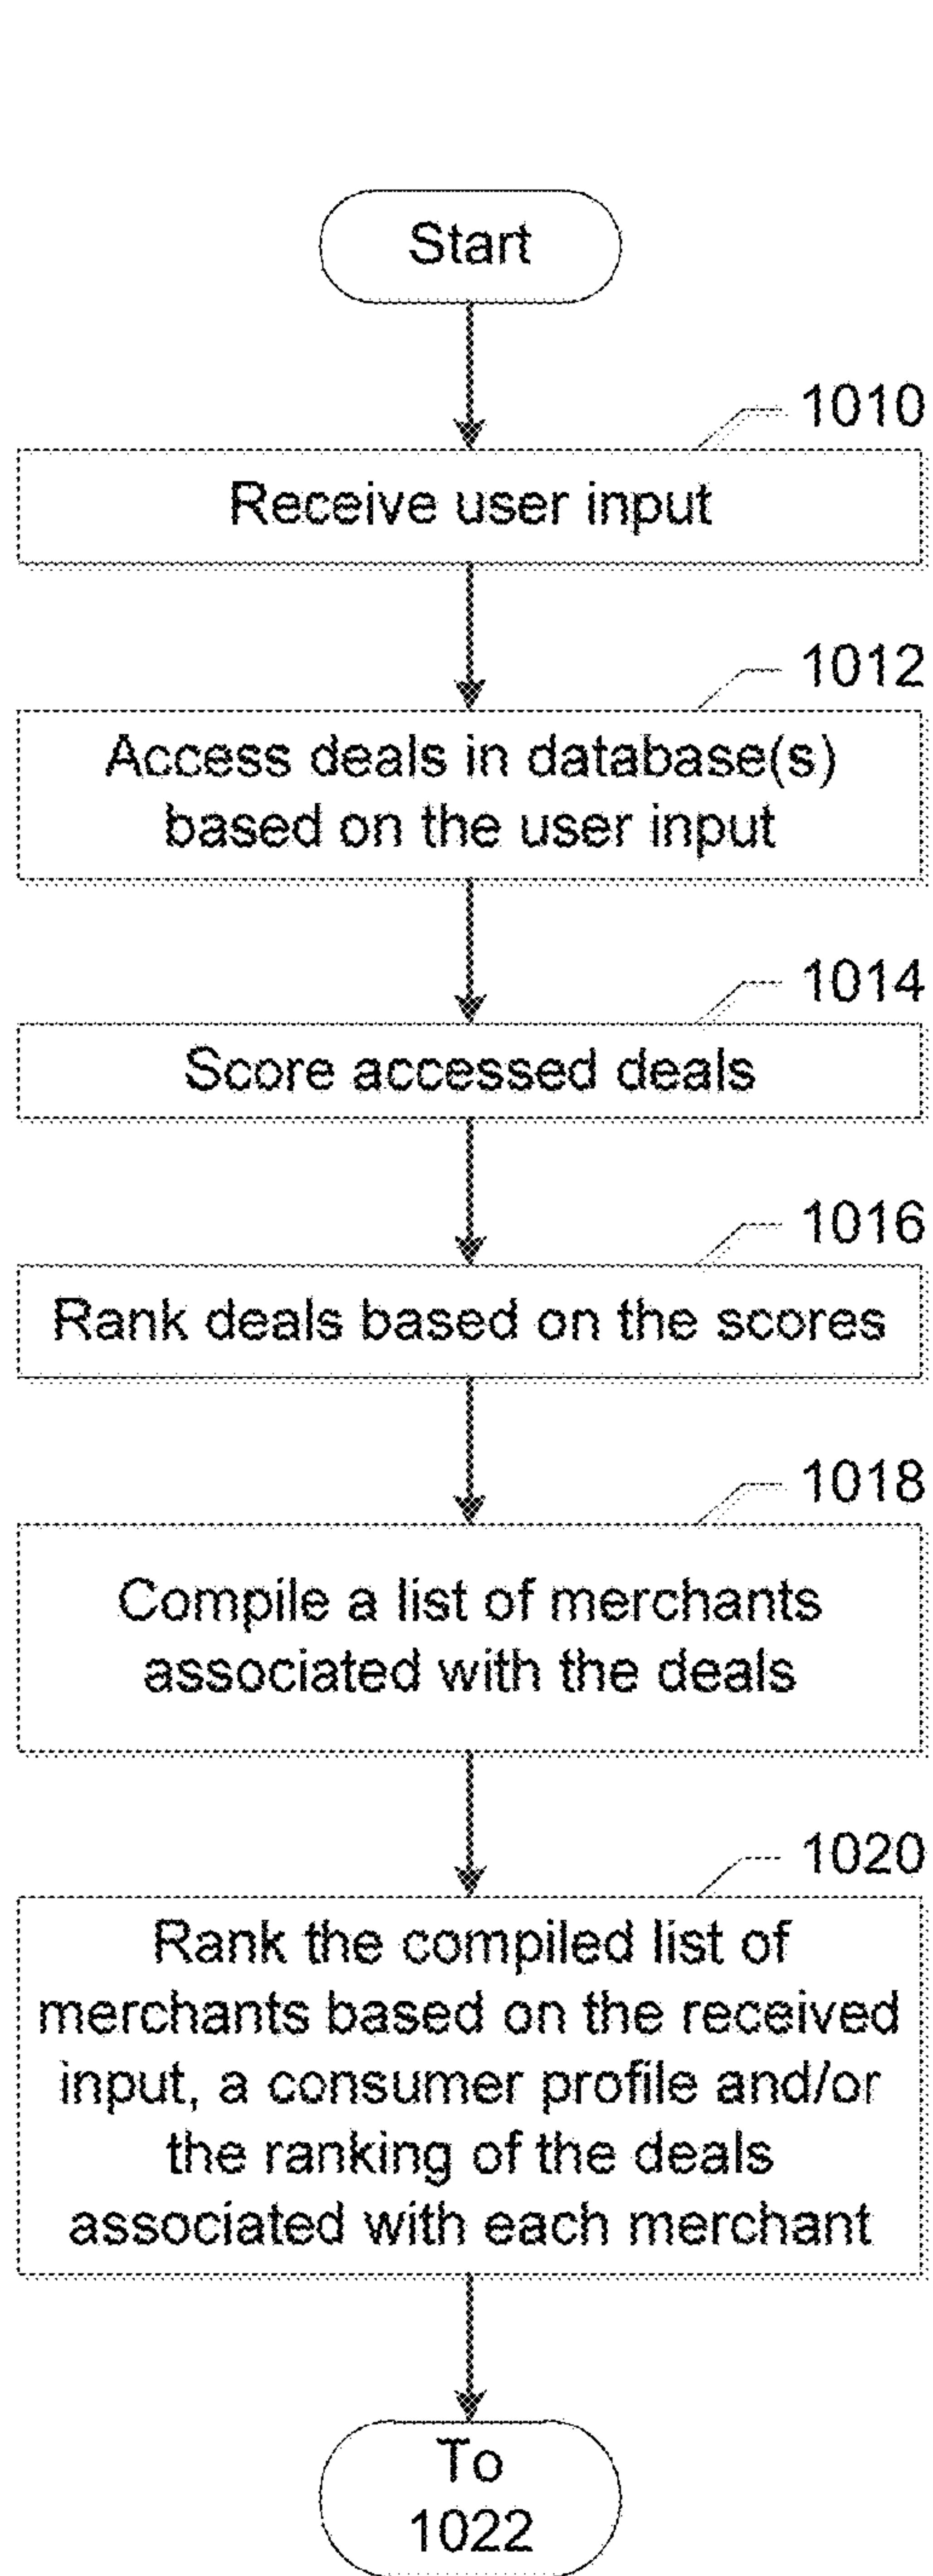 Start
1010
Receive user input
1012
Access deals in database(s)
based on the user input
1014
Score accessed deals
1016
Rank deals based on the scores
1018
Compile a list of merchants
associated with the deals
1020
Rank the compiled list of
merchants based on the received
input, a consumer profile and/or
the ranking of the deals
associated with each merchant
To
1022